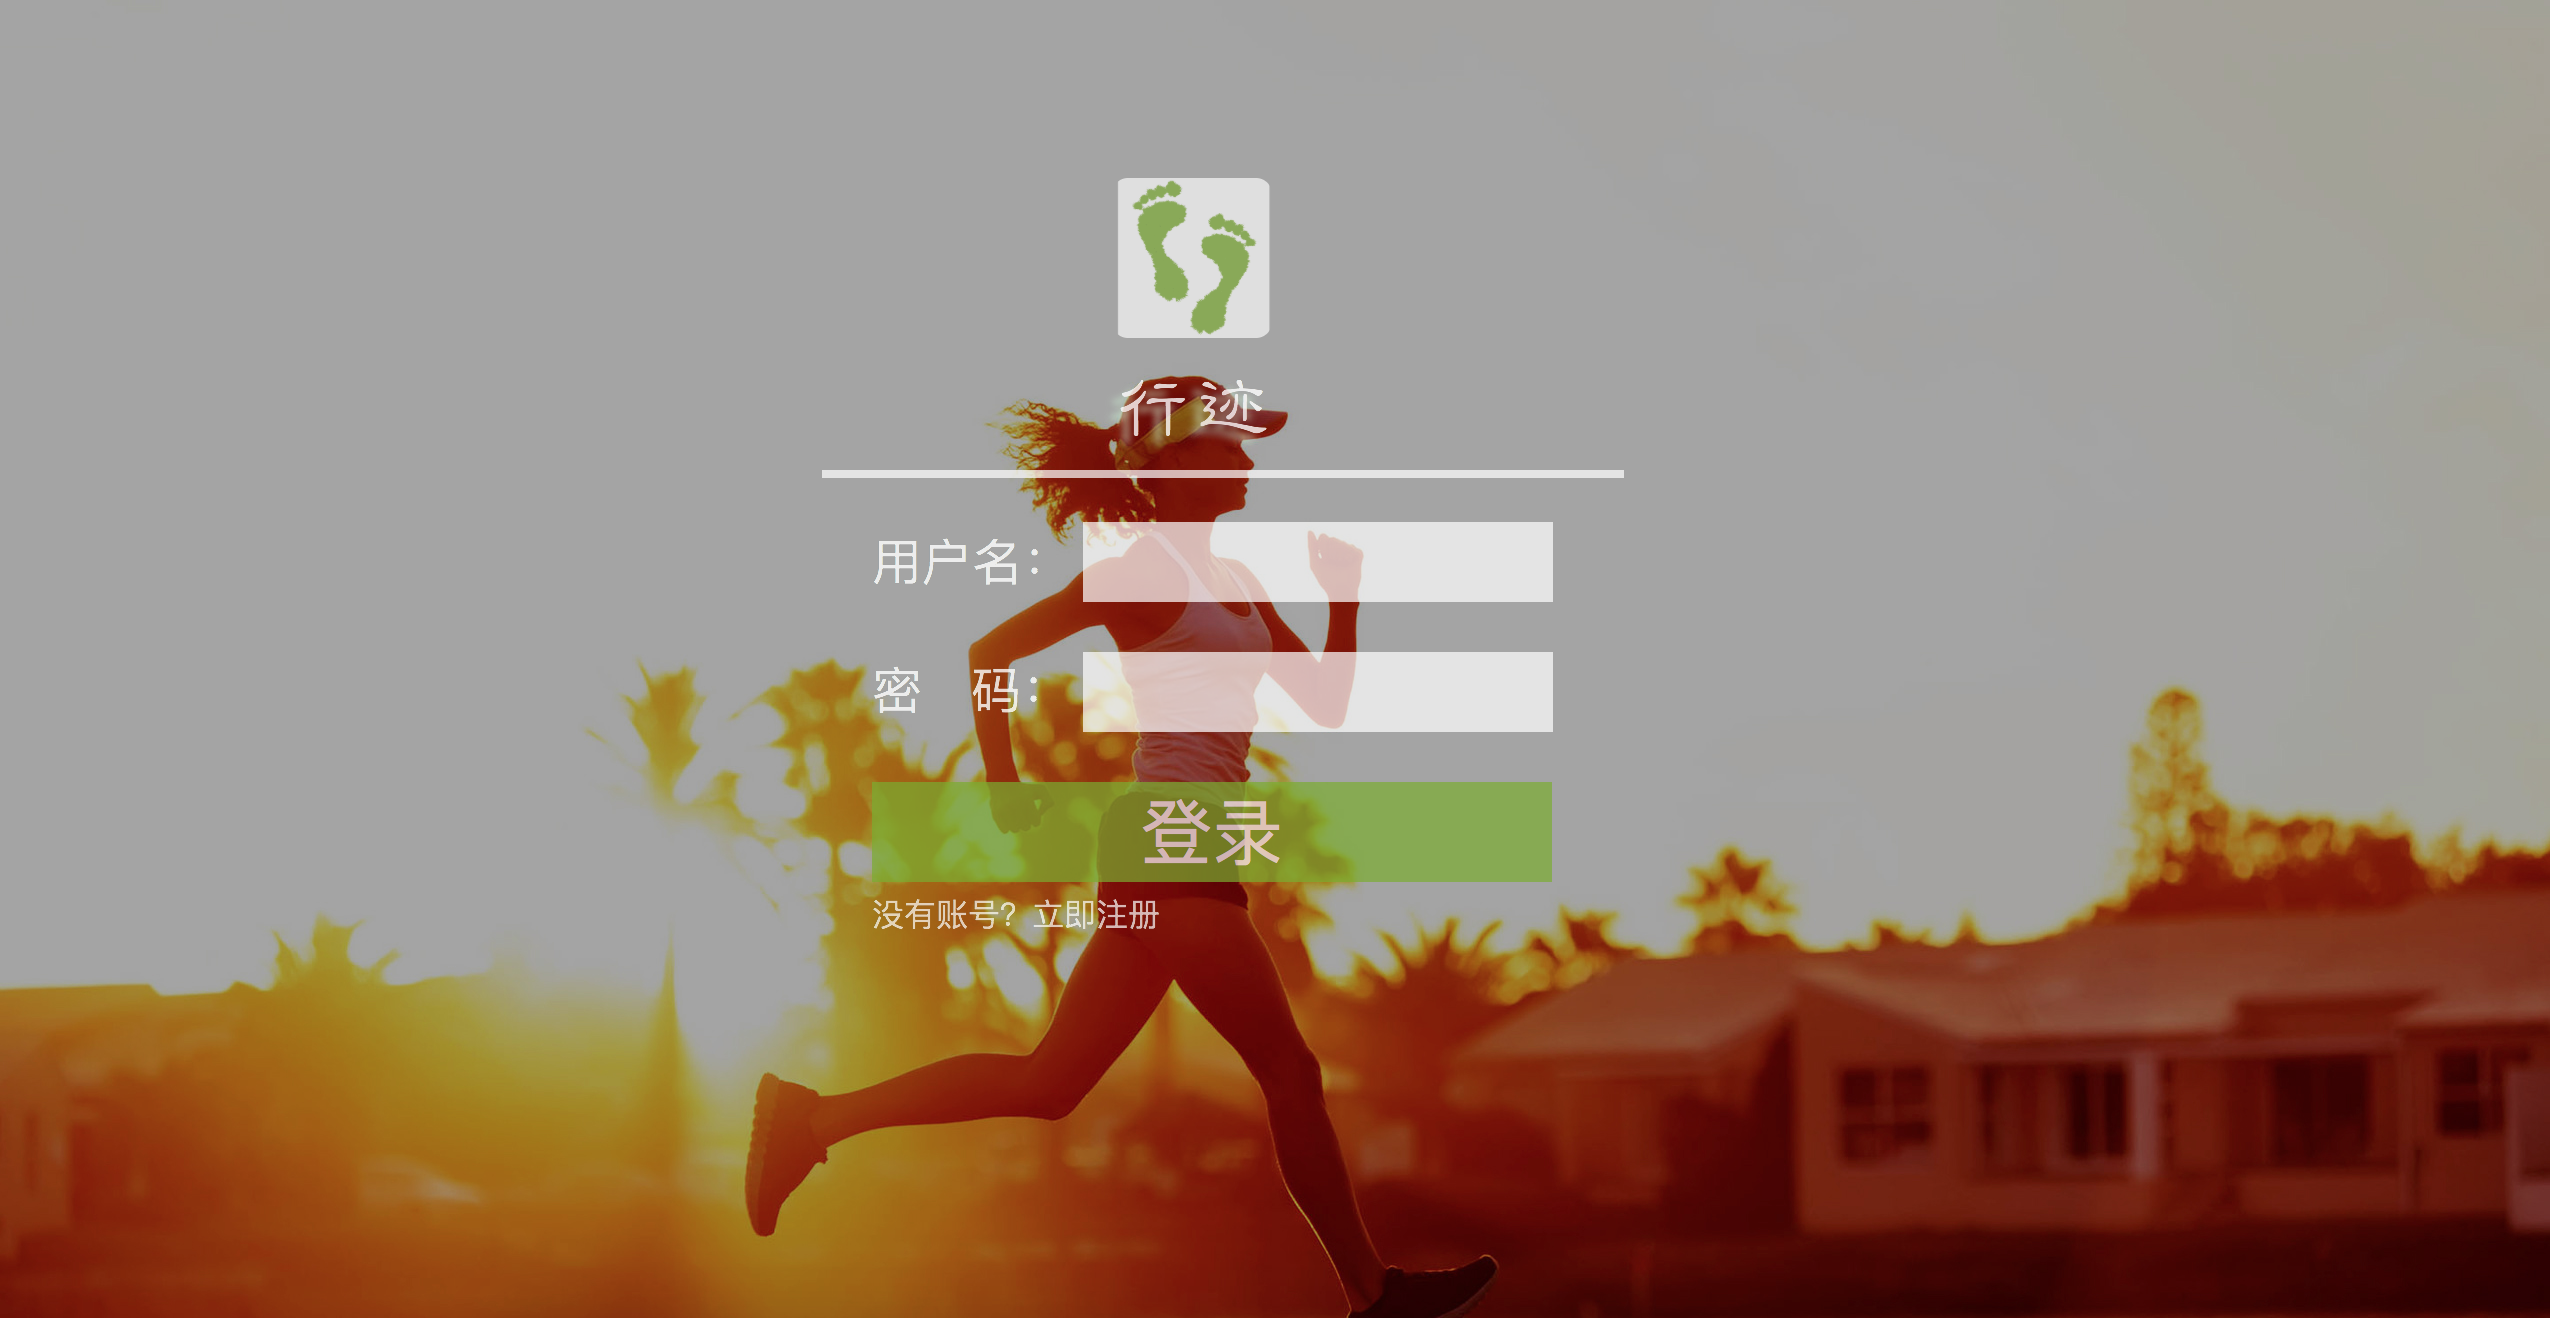 行迹
用户名：
密 码：
登录
没有账号？立即注册